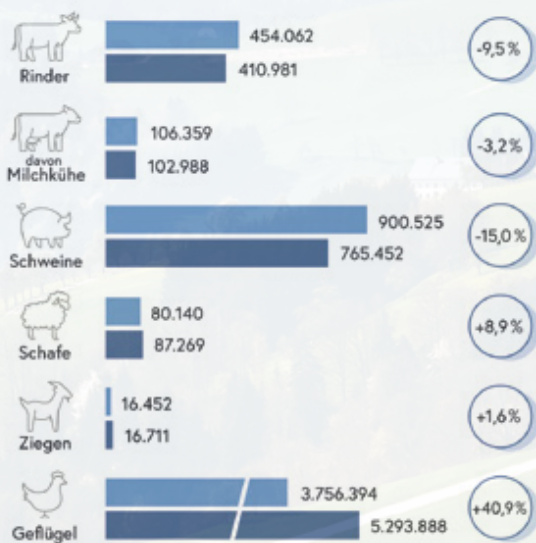 454.062
410.981
-9,5%
Rinder
106.359
102.988
-3,2%
davon
Milchkühe
900.525
765.452
-15,0%
Schweine
80.140
87.269
+8,9%
Schafe
16.452
16.711
+1,6%
Ziegen
3.756.394
5.293.888
+40,9%
Geflügel